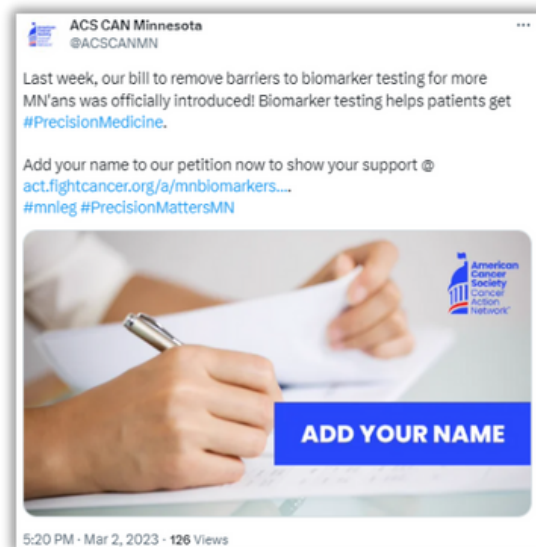 ACS CAN Minnesota
@ACSCANMN
Last week, our bill to remove barriers to biomarker testing for more
MN'ans was officially introduced! Biomarker testing helps patients get
#PrecisionMedicine.
Add your name to our petition now to show your support @
act.fightcancer.org/a/mnbiomarkers....
#mnleg #PrecisionMattersMN
American
Cancer
Society
Cancer
Action
Network
ADD YOUR NAME
5:20 PM · Mar 2, 2023 · 126 Views